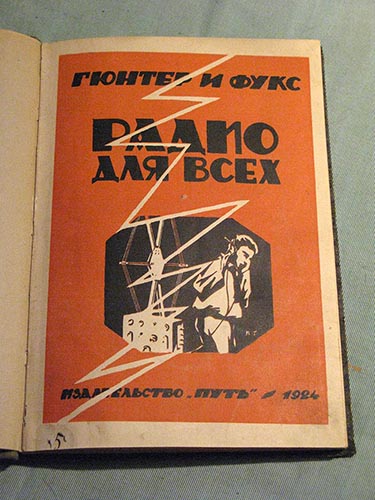 ГЮНТЕР И ФУКС
РАДИО
ДЛЯ ВСЕХ
ИЗДАТЕЛЬСТВО „ПУТЬ“ — 1924